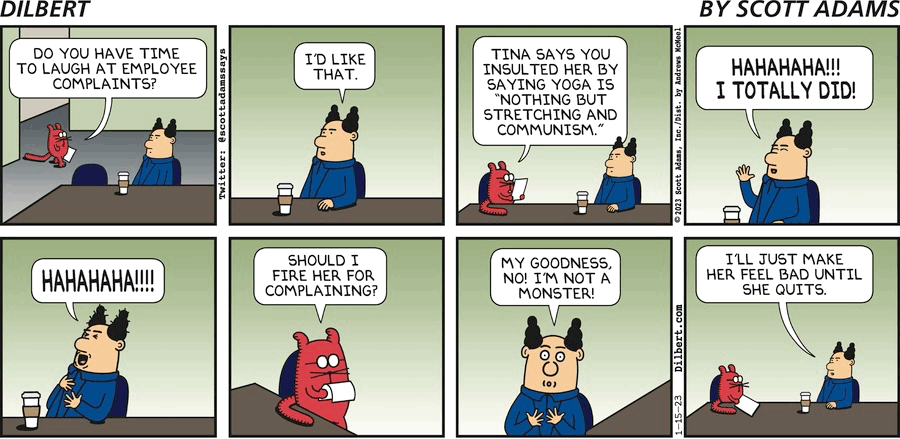 DILBERT
BY SCOTT ADAMS
DO YOU HAVE TIME
TO LAUGH AT EMPLOYEE
COMPLAINTS?
Twitter: @scottadamssays
I'D LIKE
THAT.
TINA SAYS YOU
INSULTED HER BY
SAYING YOGA IS
"NOTHING BUT
STRETCHING AND
COMMUNISM."
©2023 Scott Adams, Inc./Dist. by Andrews McMeel
HAHAHAHA!!!
I TOTALLY DID!
HAHAHAHA!!!!
SHOULD I
FIRE HER FOR
COMPLAINING?
MY GOODNESS,
NO! I'M NOT A
MONSTER!
1-15-23 Dilbert.com
I'LL JUST MAKE
HER FEEL BAD UNTIL
SHE QUITS.